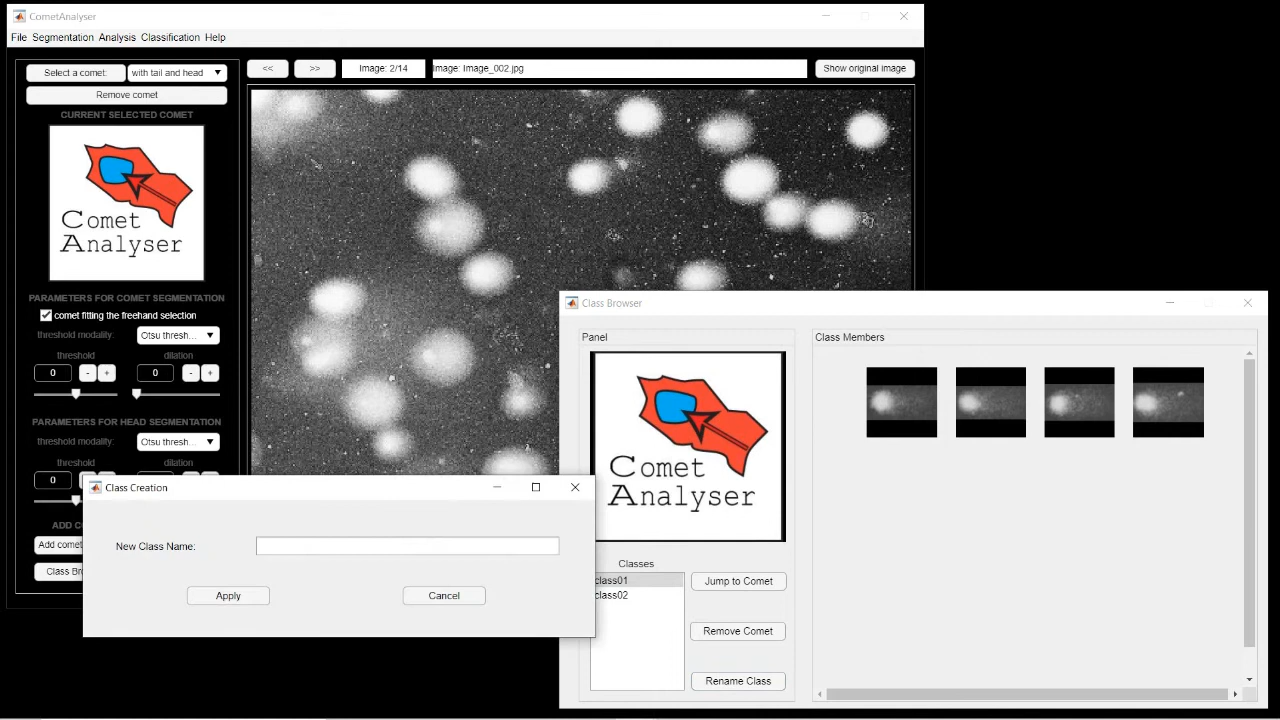 CometAnalyser
File Segmentation Analysis Classification Help
Select a comet: with tail and head
<< >> Image: 2/14 Image: Image_002.jpg Show original image
Remove comet
CURRENT SELECTED COMET
Comet
Analyser
PARAMETERS FOR COMET SEGMENTATION
comet fitting the freehand selection
threshold modality: Otsu thresh...
threshold dilation
0 - + 0 - +
PARAMETERS FOR HEAD SEGMENTATION
threshold modality: Otsu thresh...
threshold dilation
0
ADD
Add comet
Class
Class Creation
New Class Name:
Apply Cancel
Class Browser
Panel
Comet
Analyser
Classes
class01
class02
Jump to Comet
Remove Comet
Rename Class
Class Members